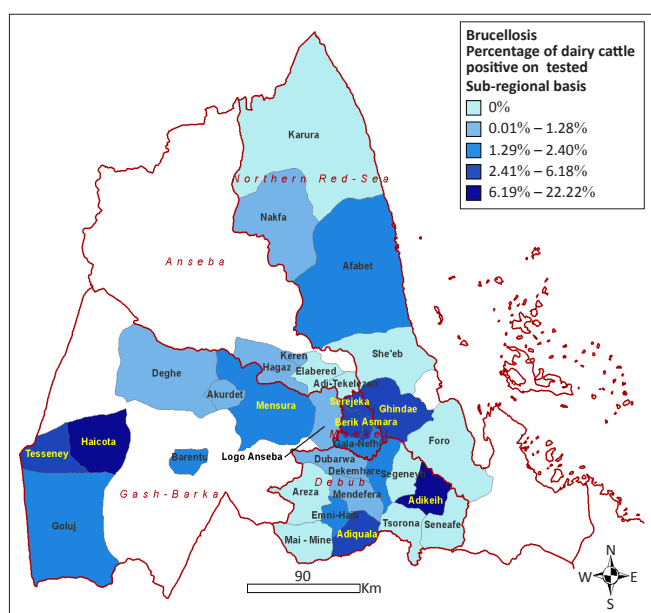 Brucellosis
Percentage of dairy cattle
positive on tested
Sub-regional basis
0%
0.01% – 1.28%
1.29% – 2.40%
2.41% – 6.18%
6.19% – 22.22%
Karura
Northern Red-Sea
Nakfa
Anseba
Afabet
Keren
She'eb
Hagaz
Elabered
Deghe
Adi-Tekelezan
Akurdet
Mensura
Serejeka
Ghindae
Berik Asmara
Haicota
Tesseney
Foro
Gala-Nefhi
Barentu
Logo Anseba
Dubarwa
Dekemhare
Segeneyti
Debub
Gash-Barka
Areza
Mendefera
Adikeih
Emni-Haili
Goluj
Tsorona
Seneafe
Mai - Mine
Adiquala
90
Km
N
W
E
S